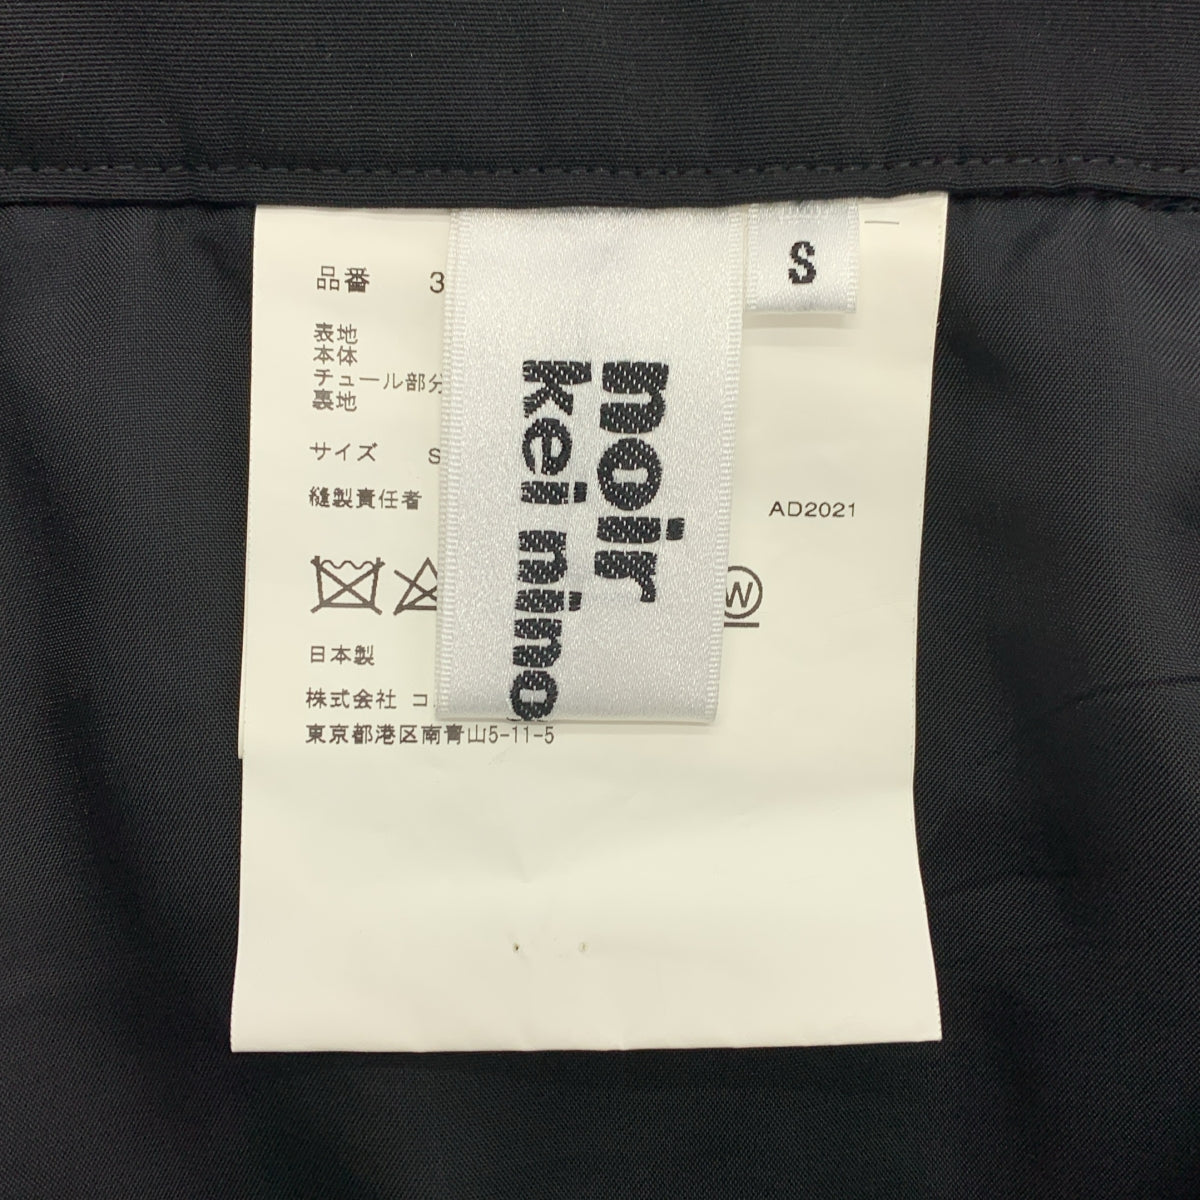 S
品番 3
表地
本体
チュール部分
裏地
サイズ S
縫製責任者
AD2021
W
日本製
株式会社 コ
東京都港区南青山5-11-5
noir
kei nino